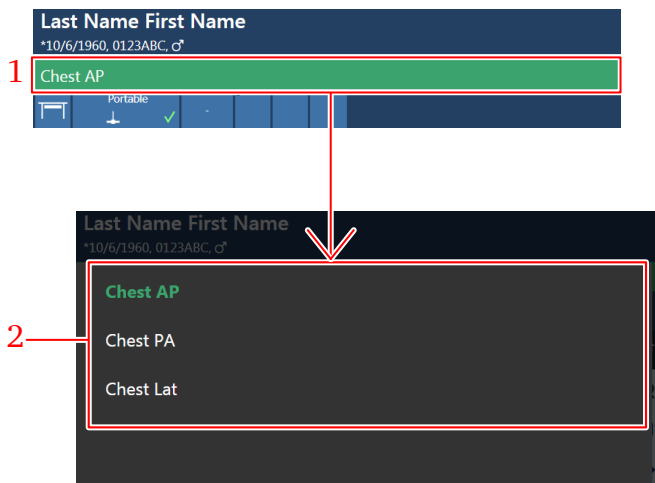 Last Name First Name
*10/6/1960, 0123ABC, ♂
1
Chest AP
Portable
-
Last Name First Name
*10/6/1960, 0123ABC, ♂
Chest AP
2
Chest PA
Chest Lat